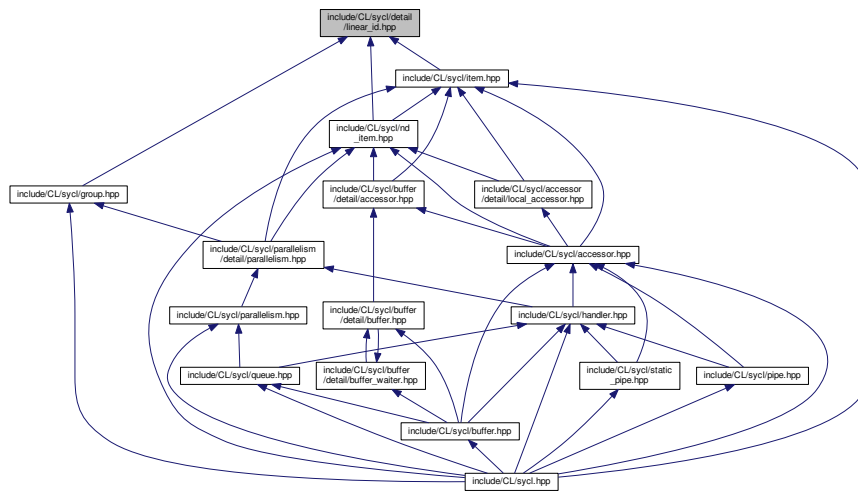 include/CL/sycl/detail
/linear_id.hpp
include/CL/sycl/item.hpp
include/CL/sycl/nd
_item.hpp
include/CL/sycl/group.hpp
include/CL/sycl/buffer
/detail/accessor.hpp
include/CL/sycl/accessor
/detail/local_accessor.hpp
include/CL/sycl/parallelism
/detail/parallelism.hpp
include/CL/sycl/accessor.hpp
include/CL/sycl/parallelism.hpp
include/CL/sycl/buffer
/detail/buffer.hpp
include/CL/sycl/handler.hpp
include/CL/sycl/queue.hpp
include/CL/sycl/buffer
/detail/buffer_waiter.hpp
include/CL/sycl/static
_pipe.hpp
include/CL/sycl/pipe.hpp
include/CL/sycl/buffer.hpp
include/CL/sycl.hpp